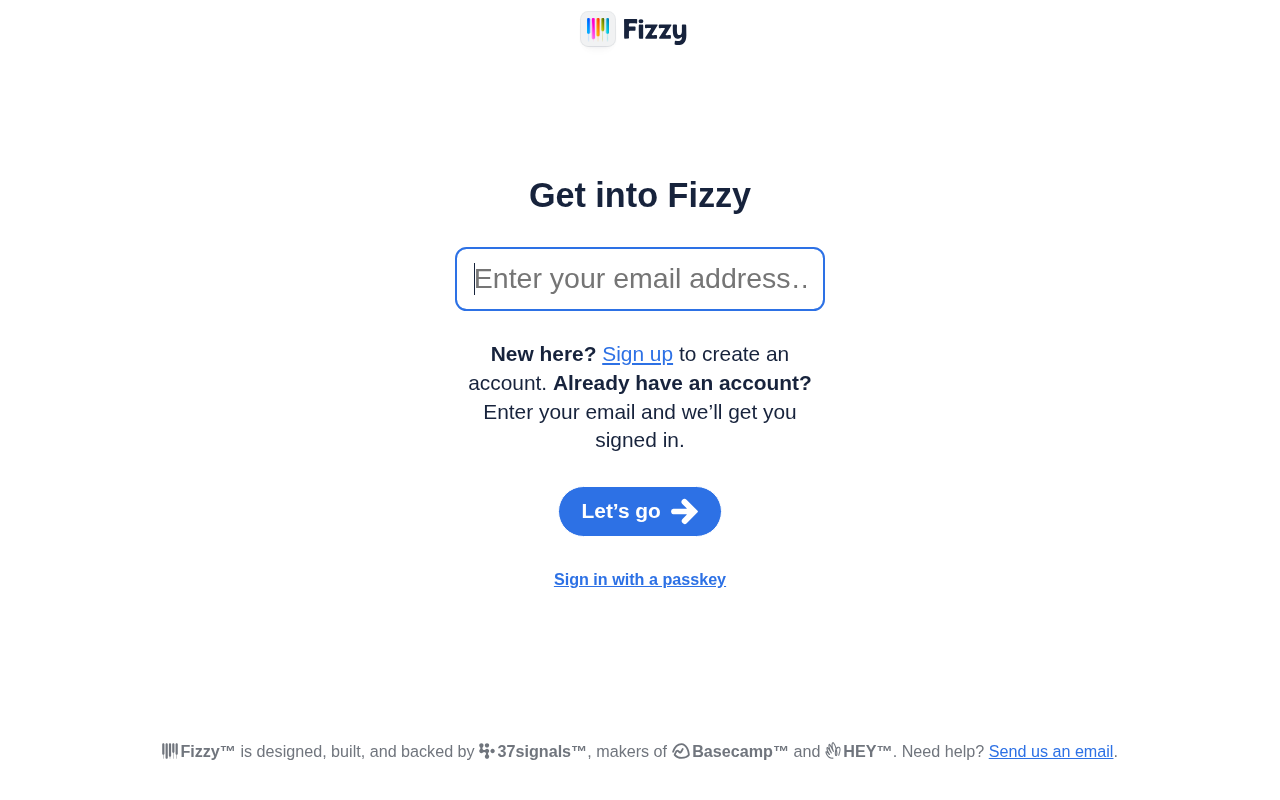 Fizzy
Get into Fizzy
Enter your email address…
New here? Sign up to create an
account. Already have an account?
Enter your email and we’ll get you
signed in.
Let’s go
Sign in with a passkey
Fizzy™ is designed, built, and backed by 37signals™, makers of Basecamp™ and HEY™. Need help? Send us an email.